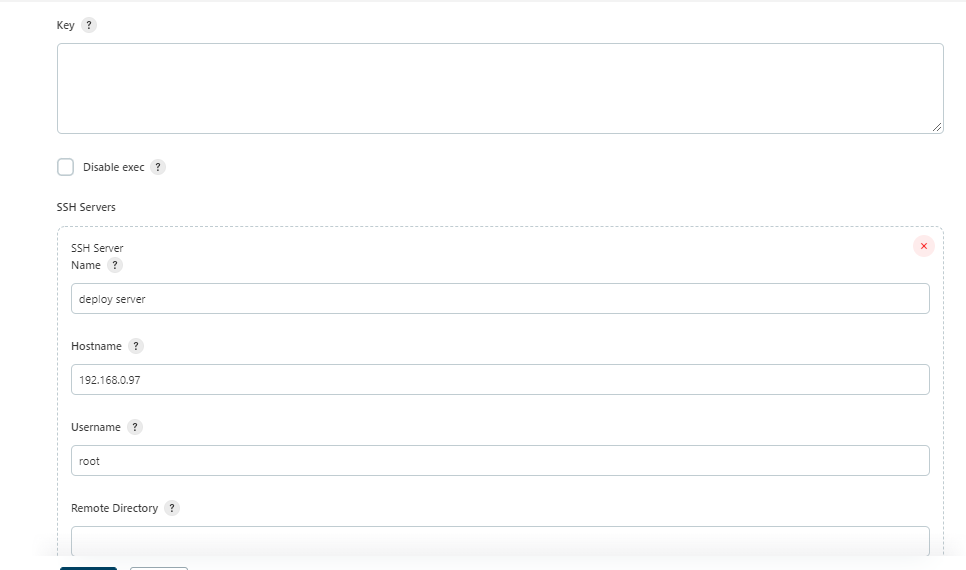 Key ?
Disable exec ?
SSH Servers
SSH Server
Name ?
deploy server
Hostname ?
192.168.0.97
Username ?
root
Remote Directory ?